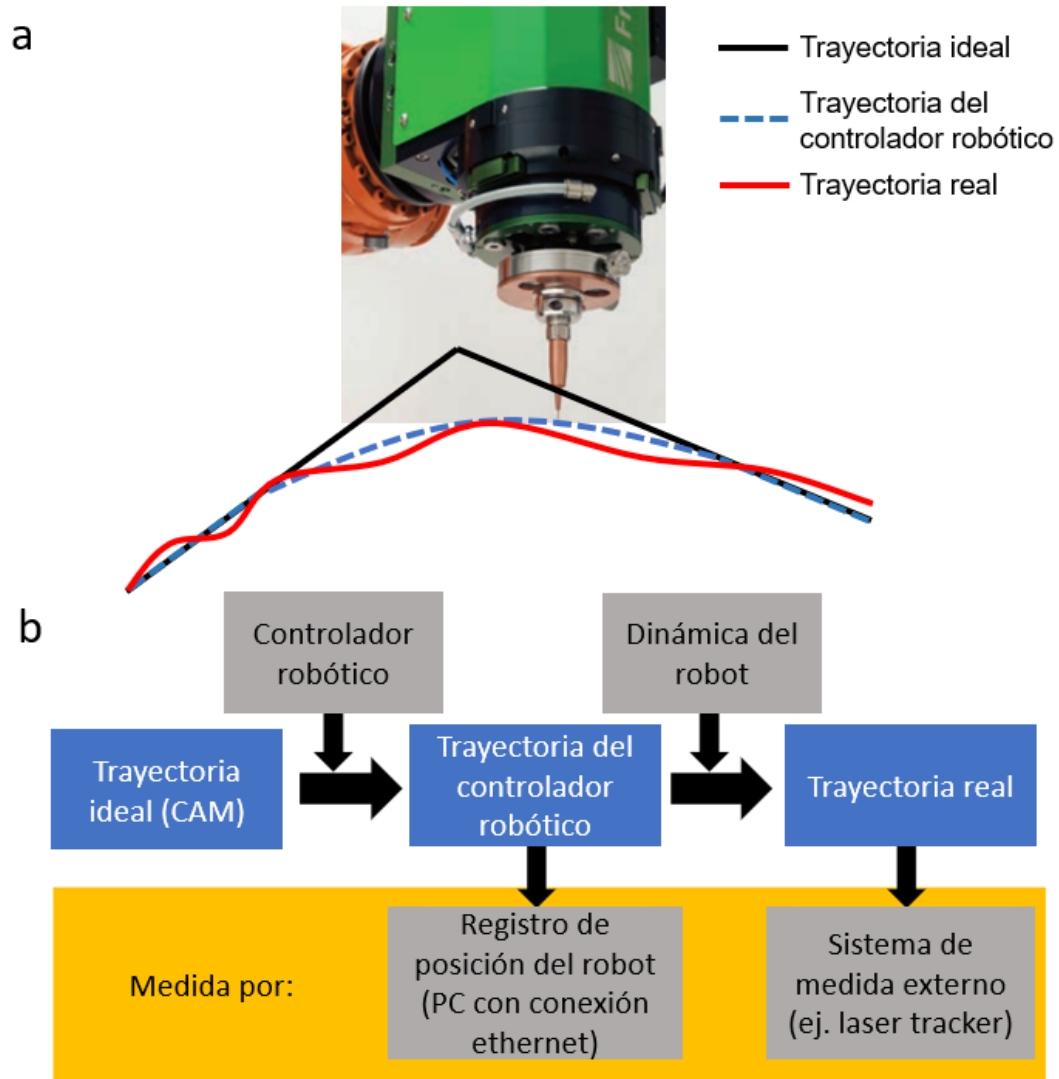 a
Fr
Trayectoria ideal
Trayectoria del
controlador robótico
Trayectoria real
b
Controlador
robótico
Dinámica del
robot
Trayectoria
ideal (CAM)
Trayectoria del
controlador
robótico
Trayectoria real
Medida por:
Registro de
posición del robot
(PC con conexión
ethernet)
Sistema de
medida externo
(ej. laser tracker)